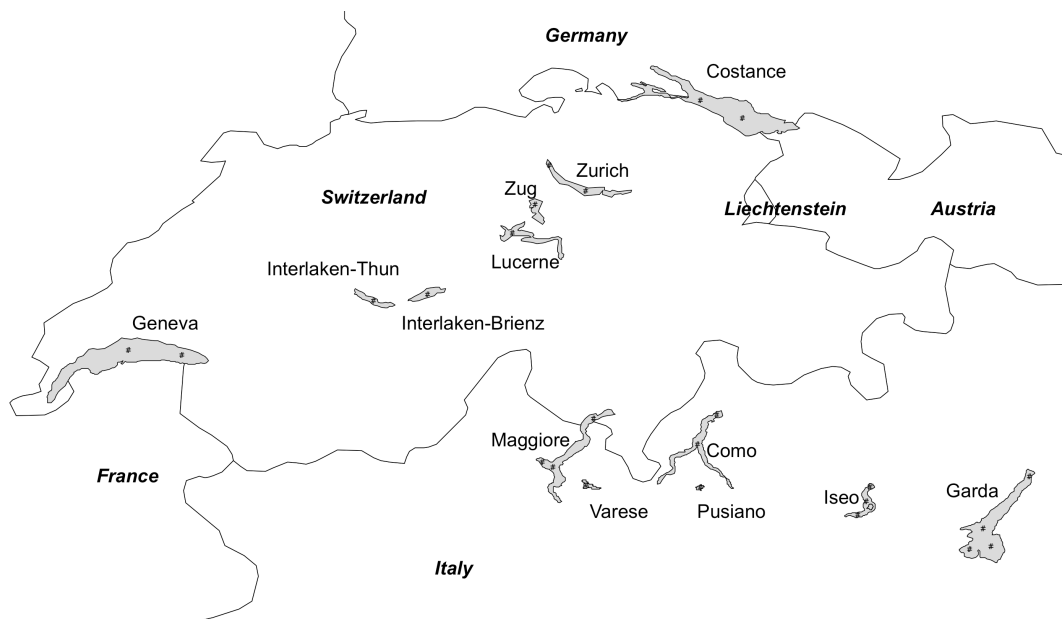 Germany
Costance
Zurich
Zug
Switzerland
Liechtenstein
Austria
Lucerne
Interlaken-Thun
Interlaken-Brienz
Geneva
Maggiore
Como
France
Iseo
Garda
Varese
Pusiano
Italy